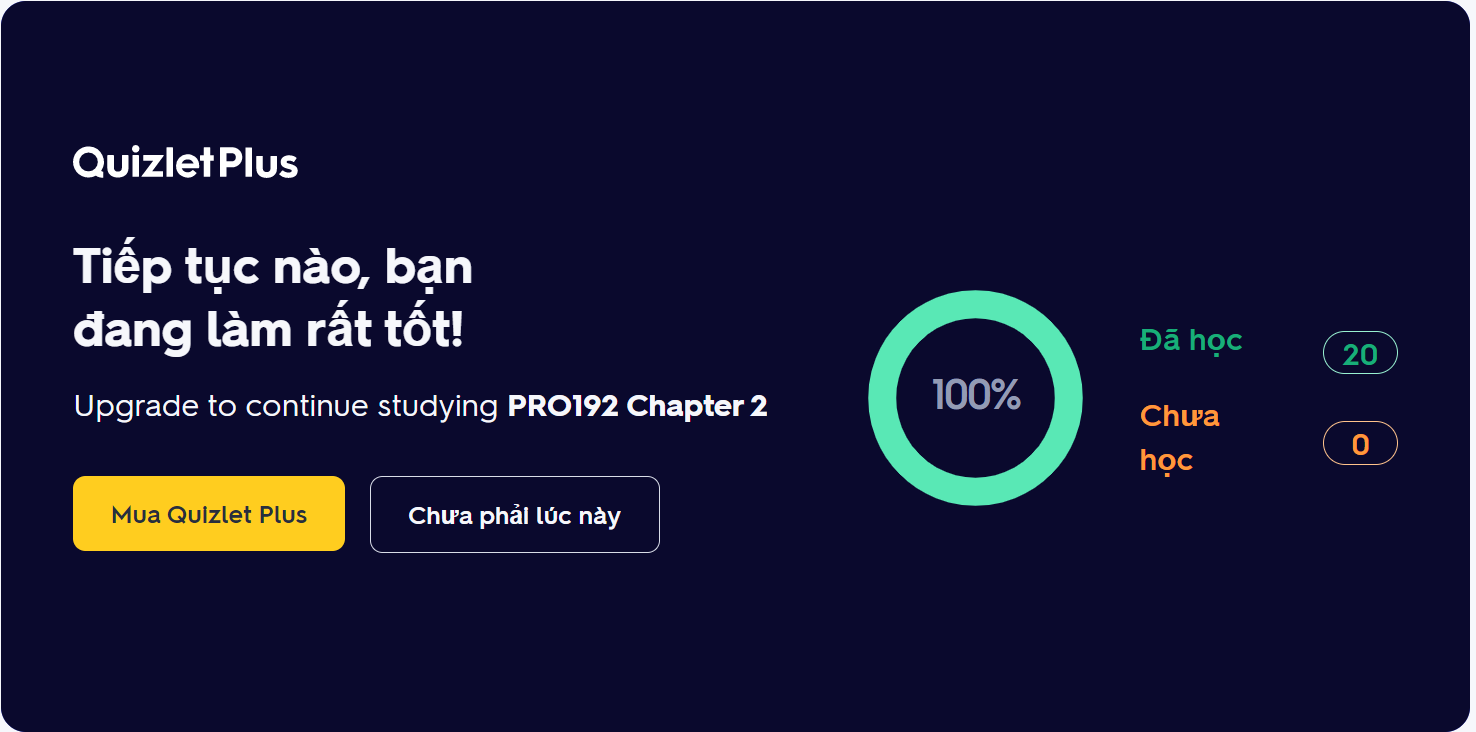 QuizletPlus
Tiếp tục nào, bạn
đang làm rất tốt!
Upgrade to continue studying PRO192 Chapter 2
Mua Quizlet Plus
Chưa phải lúc này
100%
Đã học
20
Chưa
học
0